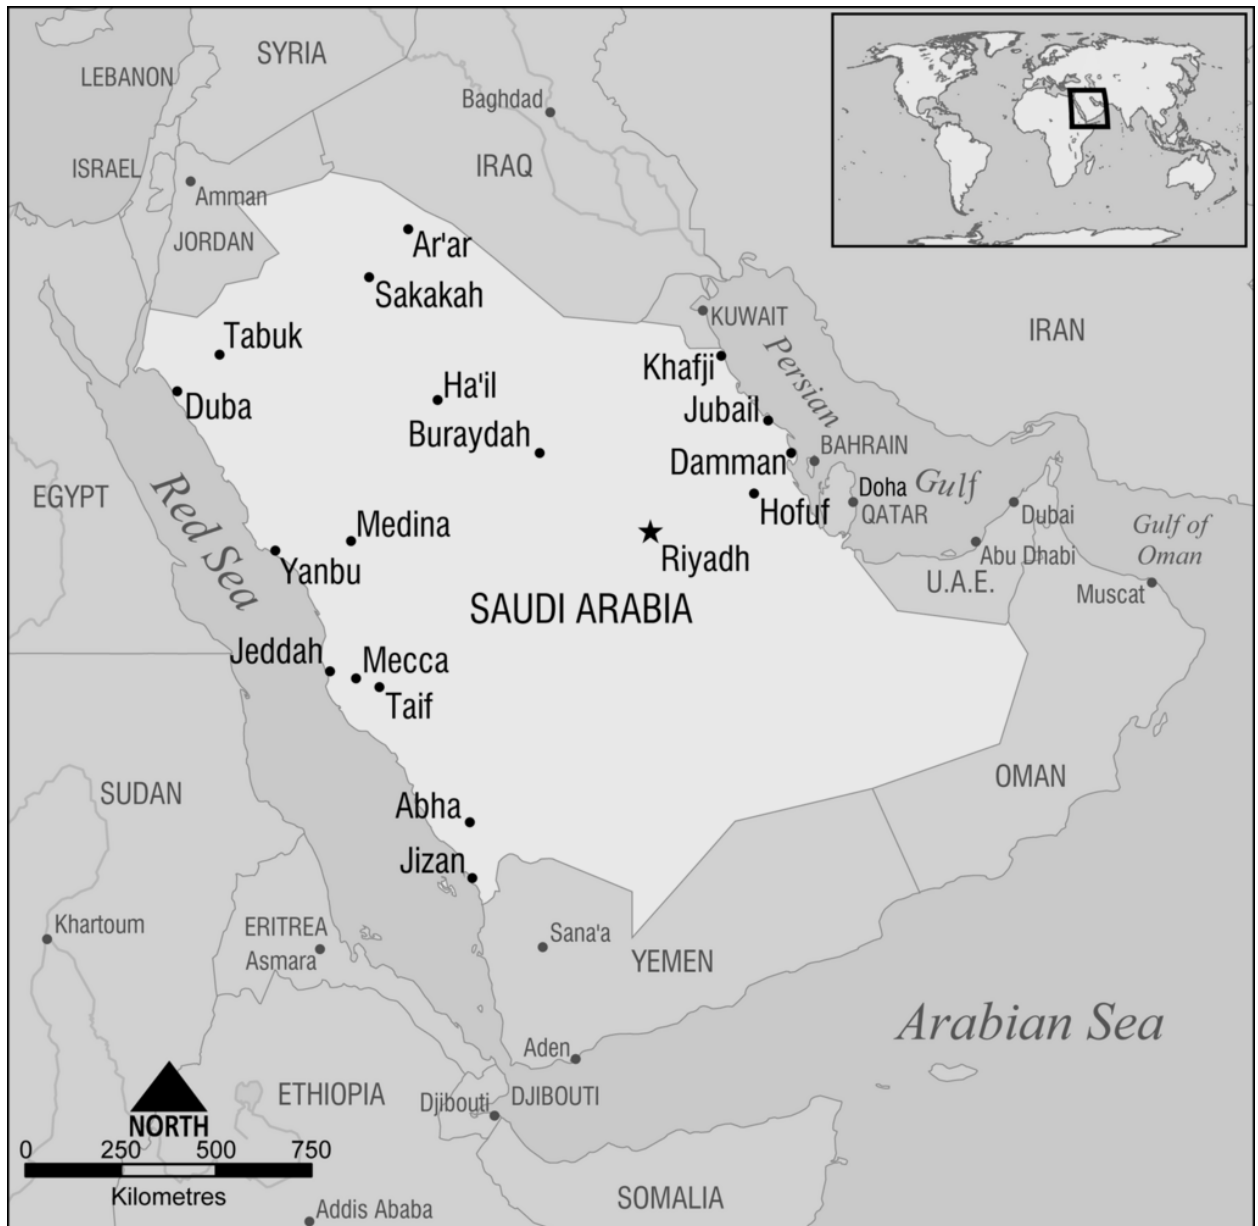 SYRIA
LEBANON
Baghdad
ISRAEL
IRAQ
Amman
JORDAN
Ar'ar
Sakakah
KUWAIT
IRAN
Tabuk
Persian
Khafji
Ha'il
Duba
Jubail
Buraydah
BAHRAIN
Damman
Gulf
EGYPT
Red Sea
Doha
Hofuf
QATAR
Dubai
Medina
Gulf of
Oman
Riyadh
Abu Dhabi
Yanbu
U.A.E.
Muscat
SAUDI ARABIA
Jeddah
Mecca
Taif
OMAN
SUDAN
Abha
Jizan
Khartoum
ERITREA
Asmara
Sana'a
YEMEN
Arabian Sea
Aden
ETHIOPIA
Djibouti
DJIBOUTI
NORTH
0 250 500 750
Kilometres
SOMALIA
Addis Ababa